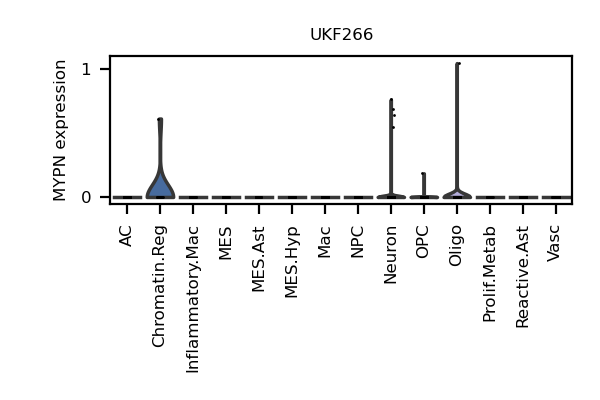 UKF266
MYPN expression
1
0
AC
Chromatin.Reg
Inflammatory.Mac
MES
MES.Ast
MES.Hyp
Mac
NPC
Neuron
OPC
Oligo
Prolif.Metab
Reactive.Ast
Vasc